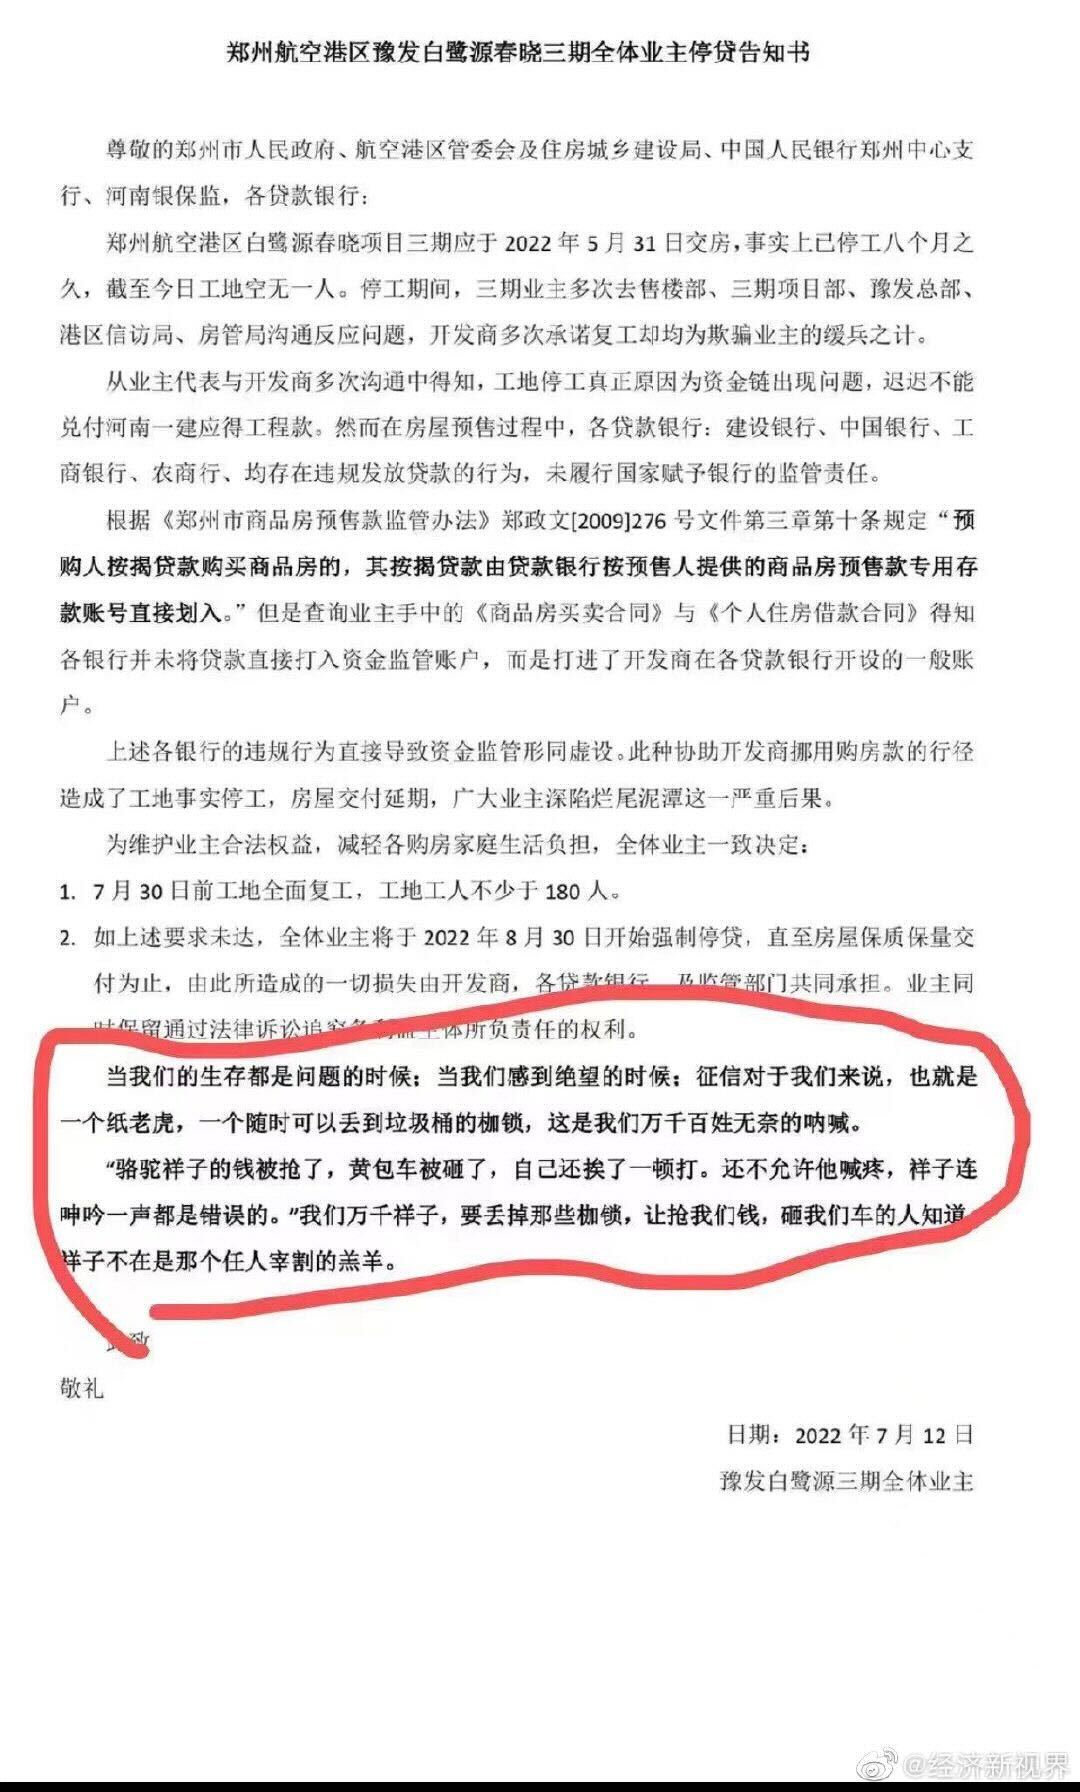 郑州航空港区豫发白鹭源春晓三期全体业主停贷告知书
尊敬的郑州市人民政府、航空港区管委会及住房城乡建设局、中国人民银行郑州中心支
行、河南银保监，各贷款银行：
郑州航空港区白鹭源春晓项目三期应于 2022 年 5 月 31 日交房，事实上已停工八个月之
久，截至今日工地空无一人。停工期间，三期业主多次去售楼部、三期项目部、豫发总部、
港区信访局、房管局沟通反应问题，开发商多次承诺复工却均为欺骗业主的缓兵之计。
从业主代表与开发商多次沟通中得知，工地停工真正原因为资金链出现问题，迟迟不能
兑付河南一建应得工程款。然而在房屋预售过程中，各贷款银行：建设银行、中国银行、工
商银行、农商行、均存在违规发放贷款的行为，未履行国家赋予银行的监管责任。
根据《郑州市商品房预售款监管办法》郑政文[2009]276 号文件第三章第十条规定“预
购人按揭贷款购买商品房的，其按揭贷款由贷款银行按预售人提供的商品房预售款专用存
款账号直接划入。”但是查询业主手中的《商品房买卖合同》与《个人住房借款合同》得知
各银行并未将贷款直接打入资金监管账户，而是打进了开发商在各贷款银行开设的一般账
户。
上述各银行的违规行为直接导致资金监管形同虚设。此种协助开发商挪用购房款的行径
造成了工地事实停工，房屋交付延期，广大业主深陷烂尾泥潭这一严重后果。
为维护业主合法权益，减轻各购房家庭生活负担，全体业主一致决定：
1. 7 月 30 日前工地全面复工，工地工人不少于 180 人。
2. 如上述要求未达，全体业主将于 2022 年 8 月 30 日开始强制停贷，直至房屋保质保量交
付为止，由此所造成的一切损失由开发商，各贷款银行，及监管部门共同承担。业主同
时保留通过法律诉讼追究各利益主体所负责任的权利。
当我们的生存都是问题的时候；当我们感到绝望的时候；征信对于我们来说，也就是
一个纸老虎，一个随时可以丢到垃圾桶的枷锁，这是我们万千百姓无奈的呐喊。
“骆驼祥子的钱被抢了，黄包车被砸了，自己还挨了一顿打。还不允许他喊疼，祥子连
呻吟一声都是错误的。”我们万千祥子，要丢掉那些枷锁，让抢我们钱，砸我们车的人知道，
祥子不在是那个任人宰割的羔羊。
此致
敬礼
日期：2022 年 7 月 12 日
豫发白鹭源三期全体业主
@经济新视界